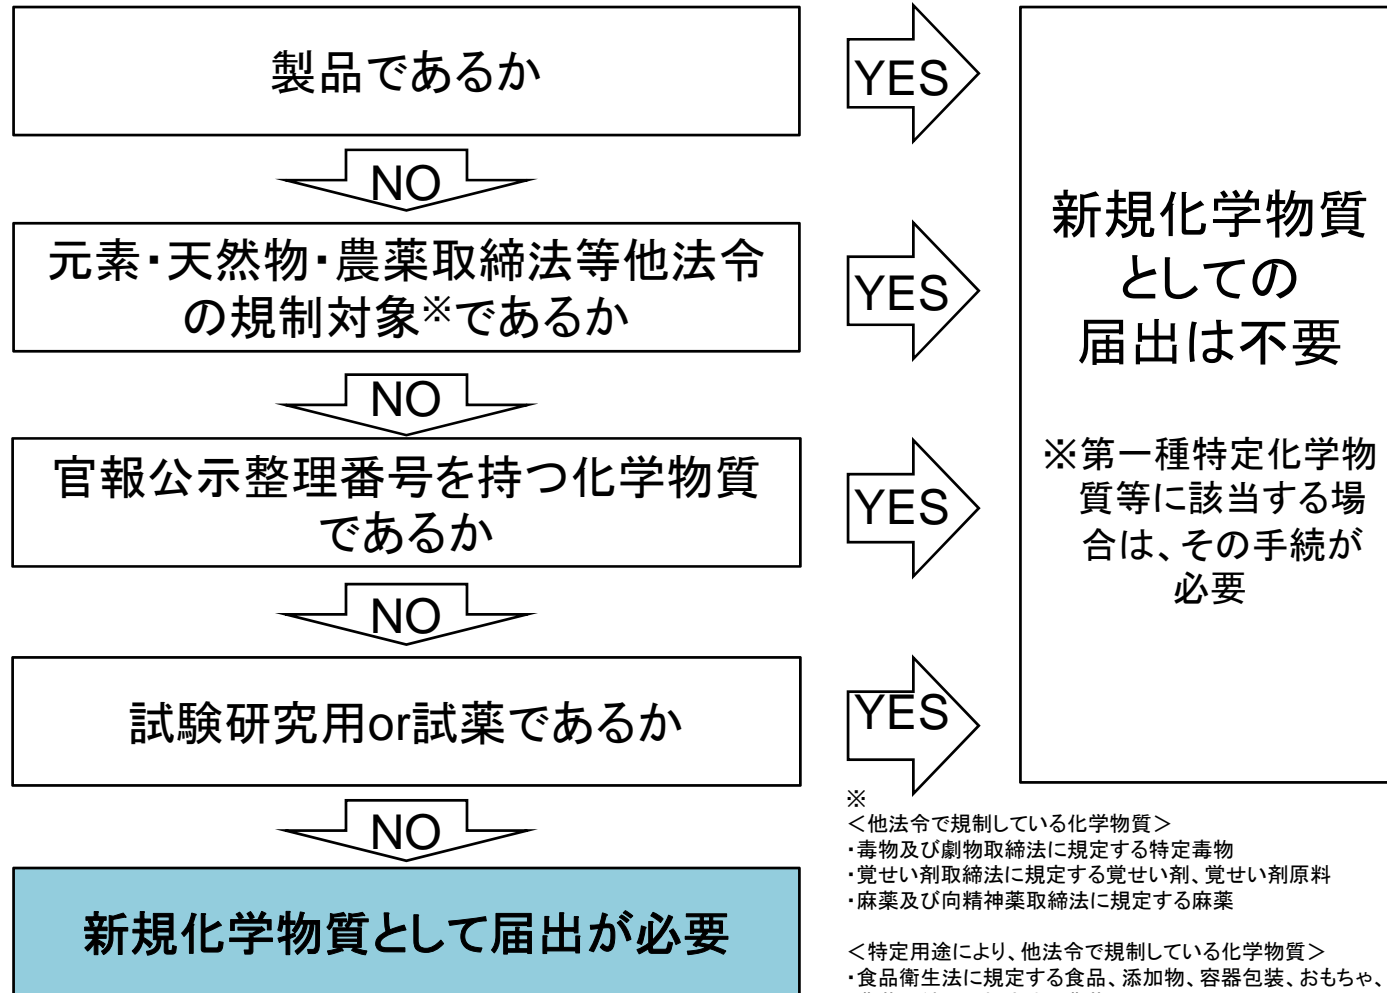 製品であるか
YES
NO
元素・天然物・農薬取締法等他法令
の規制対象※であるか
YES
NO
官報公示整理番号を持つ化学物質
であるか
YES
NO
試験研究用or試薬であるか
YES
NO
新規化学物質として届出が必要
新規化学物質
としての
届出は不要
※第一種特定化学物
質等に該当する場
合は、その手続が
必要
※
＜他法令で規制している化学物質＞
・毒物及び劇物取締法に規定する特定毒物
・覚せい剤取締法に規定する覚せい剤、覚せい剤原料
・麻薬及び向精神薬取締法に規定する麻薬
＜特定用途により、他法令で規制している化学物質＞
・食品衛生法に規定する食品、添加物、容器包装、おもちゃ、